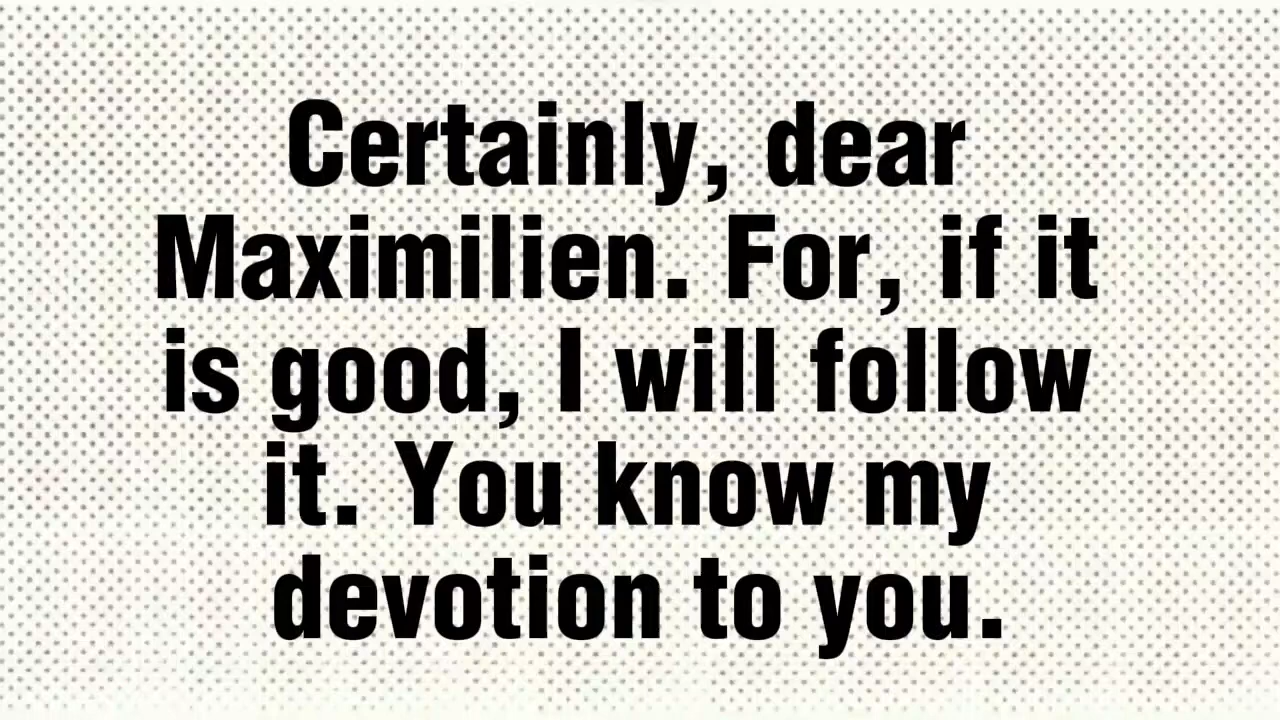 Certainly, dear
Maximilien. For, if it
is good, I will follow
it. You know my
devotion to you.